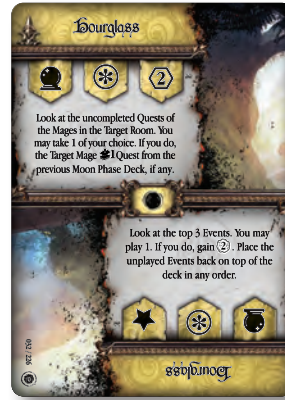 Hourglass
2
Look at the uncompleted Quests of
the Mages in the Target Room. You
may take 1 of your choice. If you do,
the Target Mage 1 Quest from the
previous Moon Phase Deck, if any.
Look at the top 3 Events. You may
play 1. If you do, gain 2. Place the
unplayed Events back on top of the
deck in any order.
Hourglass